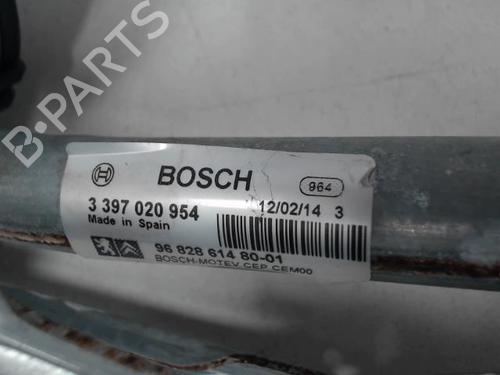 B-PARTS
BOSCH
964
3 397 020 954
12/02/14 3
Made in Spain
96 828 614 80-01
BOSCH-MOTEV CEP CEM00